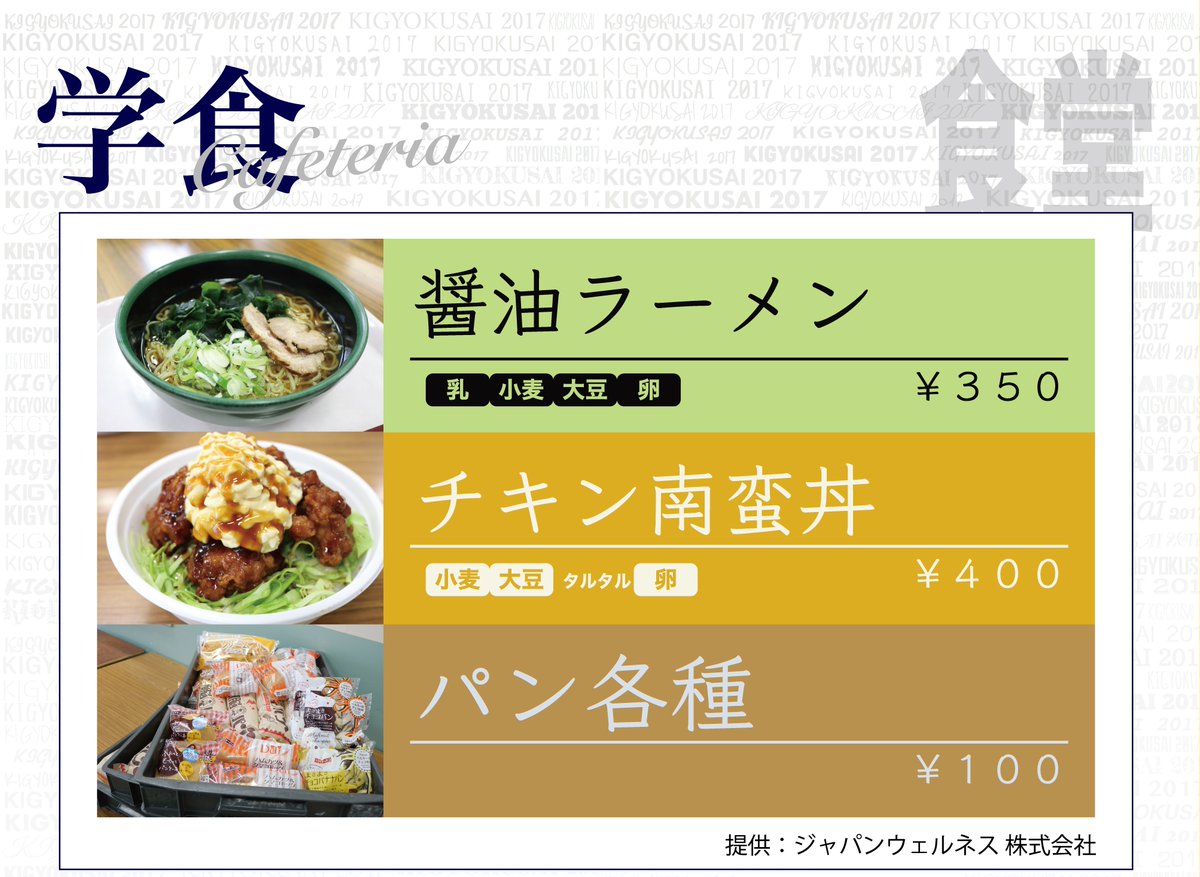 学食
Cafeteria
食堂
醤油ラーメン
乳 小麦 大豆 卵
¥350
チキン南蛮丼
小麦 大豆 タルタル 卵
¥400
パン各種
¥100
提供：ジャパンウェルネス 株式会社
KIGYOKUSAI 2017